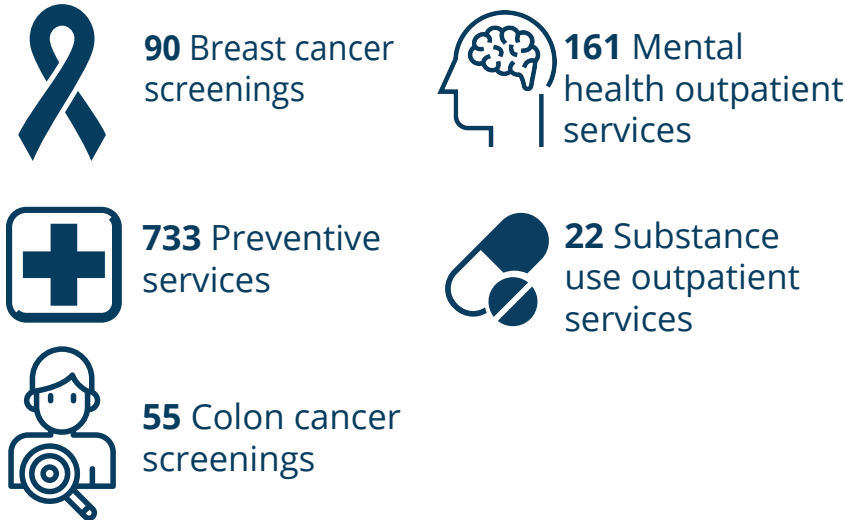 90 Breast cancer
screenings
161 Mental
health outpatient
services
733 Preventive
services
22 Substance
use outpatient
services
55 Colon cancer
screenings